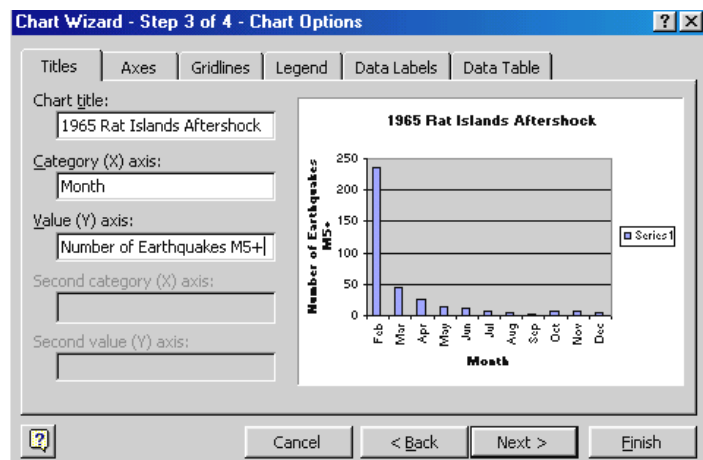 Chart Wizard - Step 3 of 4 - Chart Options
Titles Axes Gridlines Legend Data Labels Data Table
Chart title:
1965 Rat Islands Aftershock
Category (X) axis:
Month
Value (Y) axis:
Number of Earthquakes M5+
Second category (X) axis:
Second value (Y) axis:
1965 Rat Islands Aftershock
Number of Earthquakes
M5+
250
200
150
100
50
0
Feb Mar Apr May Jun Jul Aug Sep Oct Nov Dec
Month
Series1
Cancel < Back Next > Finish